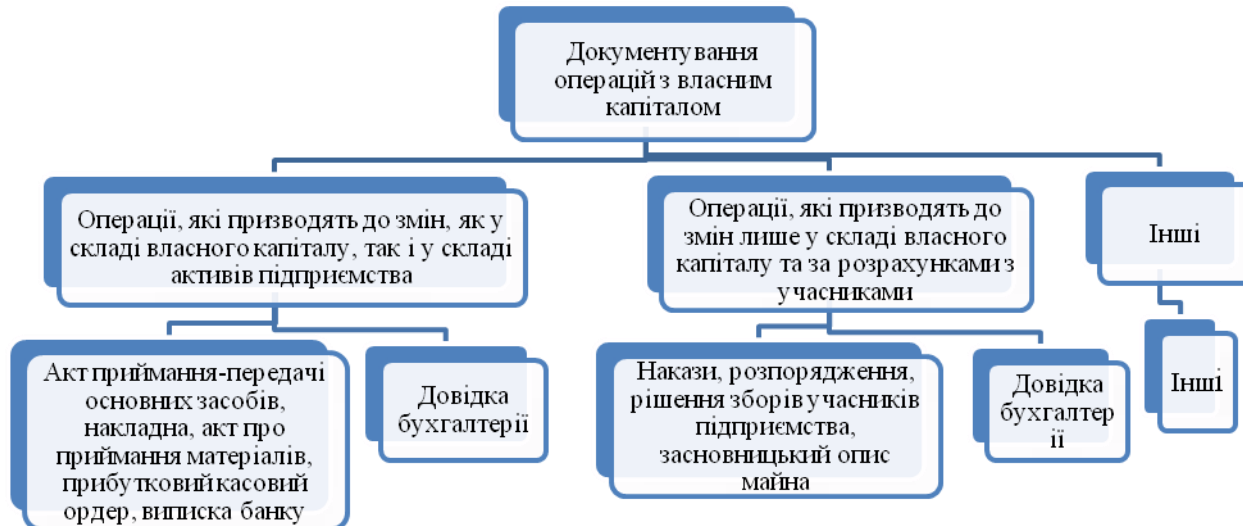 Документування
операцій з власним
капіталом
Операції, які призводять до змін, як у
складі власного капіталу, так і у складі
активів підприємства
Операції, які призводять до
змін лише у складі власного
капіталу та за розрахунками з
учасниками
Інші
Акт приймання-передачі
основних засобів,
накладна, акт про
приймання матеріалів,
прибутковий касовий
ордер, виписка банку
Довідка
бухгалтерії
Накази, розпорядження,
рішення зборів учасників
підприємства,
засновницький опис
майна
Довідка
бухгалтер
ії
Інші